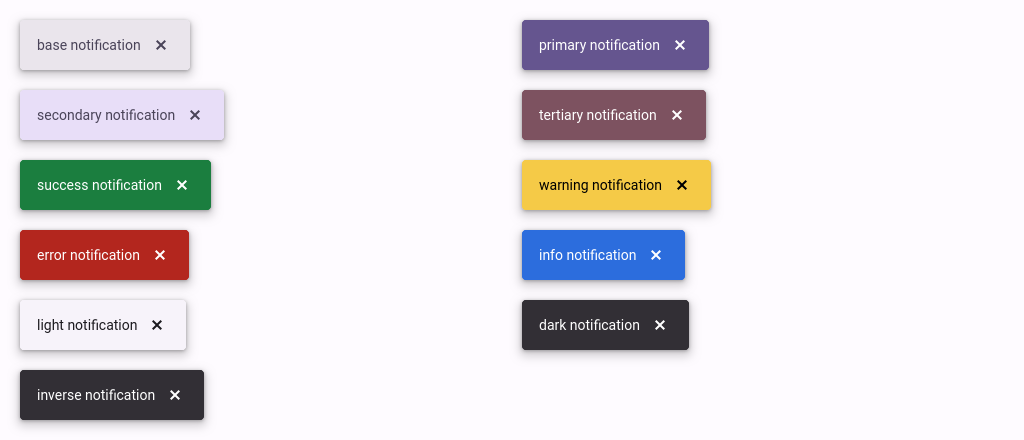 base notification ✕
primary notification ✕
secondary notification ✕
tertiary notification ✕
success notification ✕
warning notification ✕
error notification ✕
info notification ✕
light notification ✕
dark notification ✕
inverse notification ✕